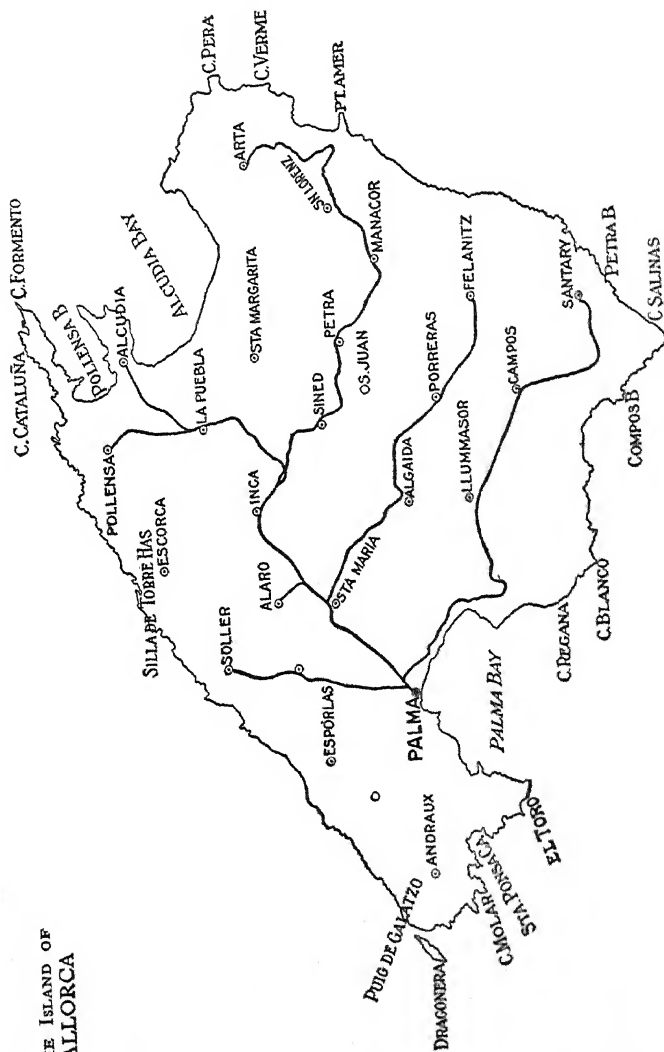 E ISLAND OF
ALLORCA
C. CATALUÑA
C. FORMENTO
POLLENSA B
ALCUDIA
ALCUDIA BAY
C. PERA
C. VERME
PT. AMER
ARTA
SN LORENZ
POLLENSA
LA PUEBLA
STA MARGARITA
SILLA DE TORRE HAS
ESCORCA
INCA
SINED
PETRA
MANACOR
S. JUAN
SOLLER
ALARO
STA MARIA
ALGAIDA
PORRERAS
FELANITZ
ESPÓRLAS
PALMA
LLUMMASOR
CAMPOS
SANTARY
PETRA B
C SALINAS
COMPOS B
C. BLANCO
C. REGANA
PALMA BAY
ANDRAUX
PUIG DE GALATZO
DRAGONERA
C. MOLAR
STA. PONSA CA.
EL TORO